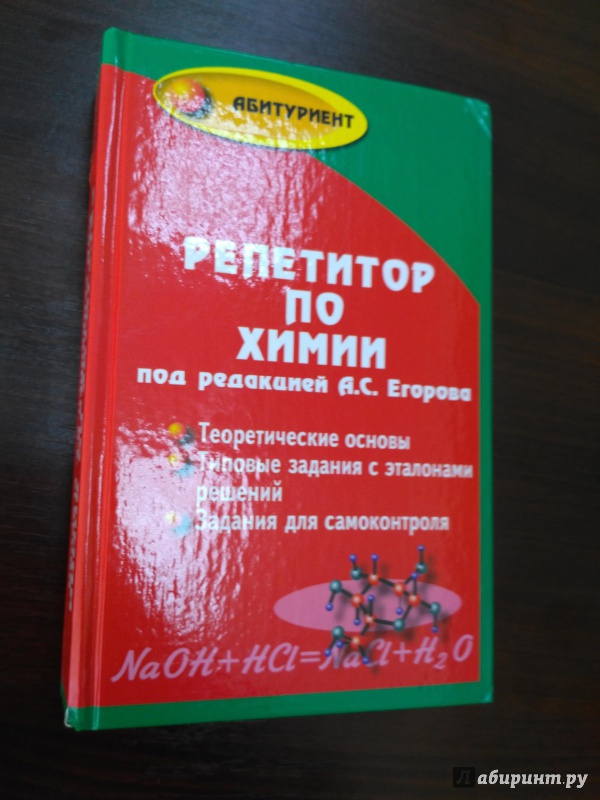 АБИТУРИЕНТ
РЕПЕТИТОР
ПО
ХИМИИ
под редакцией А.С. Егорова
Теоретические основы
Типовые задания с эталонами
решений
Задания для самоконтроля
NaOH+HCl=NaCl+H₂O
Лабиринт.ру